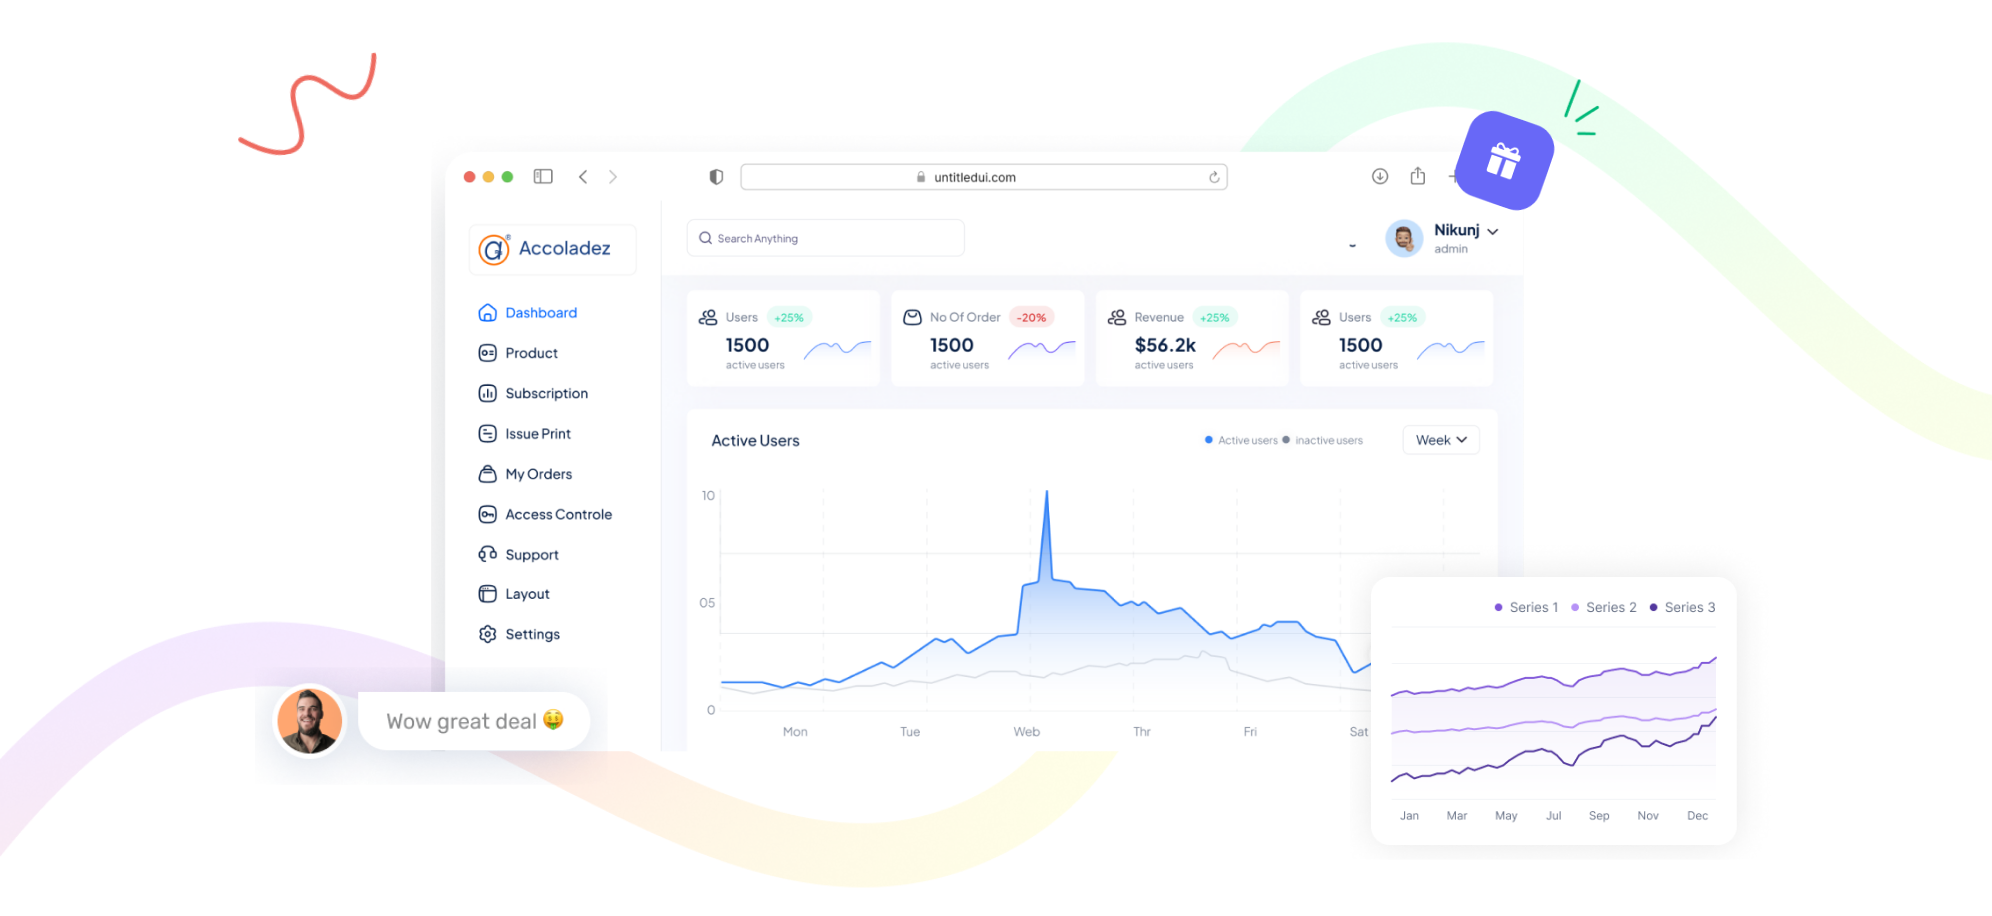 untitledui.com
Accoladez
Search Anything
Nikunj
admin
Dashboard
Product
Subscription
Issue Print
My Orders
Access Controle
Support
Layout
Settings
Users +25%
1500
active users
No Of Order -20%
1500
active users
Revenue +25%
$56.2k
active users
Users +25%
1500
active users
Active Users
Active users inactive users
Week
10
05
0
Mon Tue Web Thr Fri Sat
Series 1 Series 2 Series 3
Jan Mar May Jul Sep Nov Dec
Wow great deal 🤑